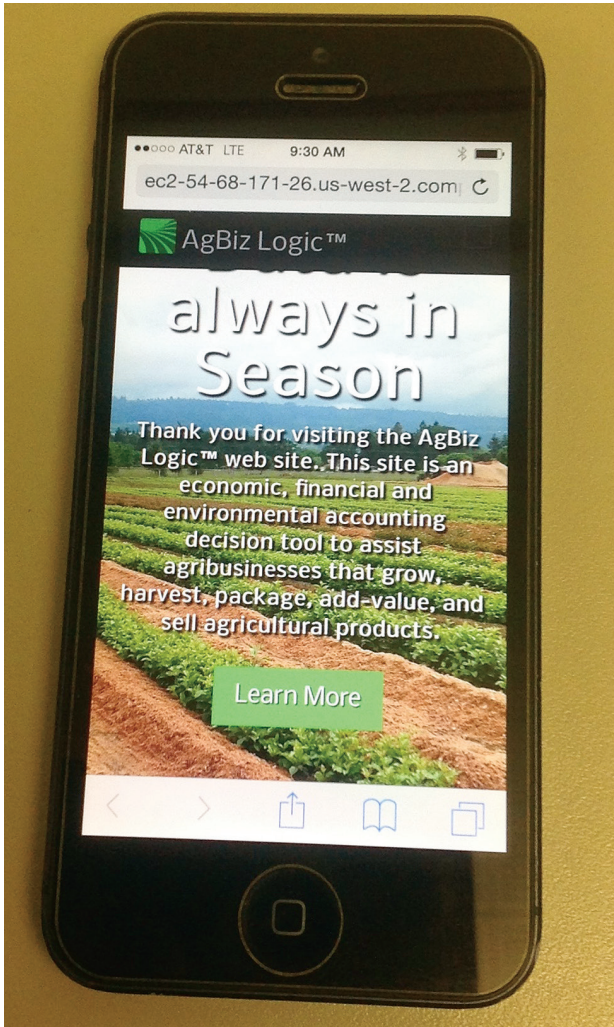 AT&T LTE 9:30 AM
ec2-54-68-171-26.us-west-2.com
AgBiz Logic™
always in
Season
Thank you for visiting the AgBiz
Logic™ web site. This site is an
economic, financial and
environmental accounting
decision tool to assist
agribusinesses that grow,
harvest, package, add-value, and
sell agricultural products.
Learn More